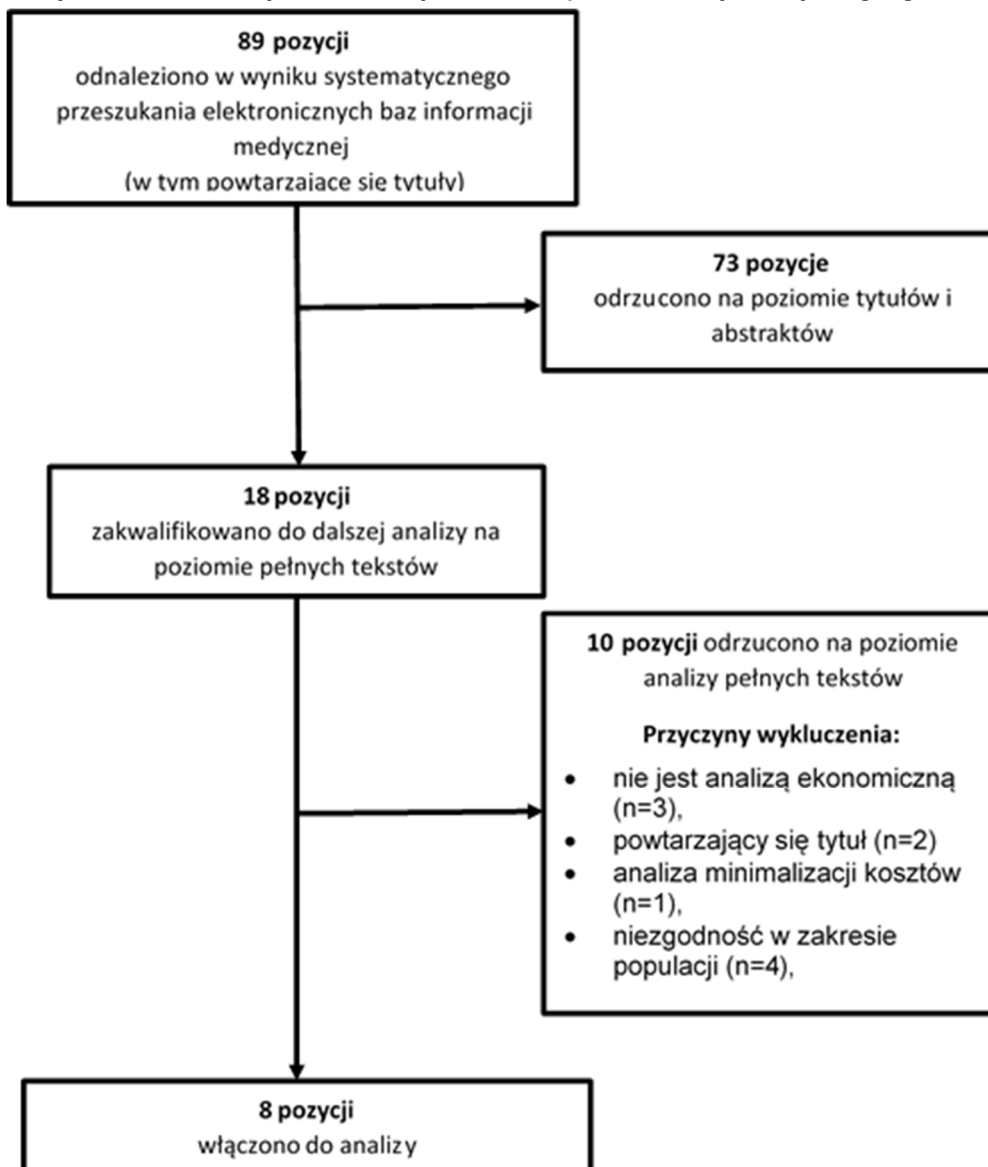 89 pozycji
odnaleziono w wyniku systematycznego
przeszukania elektronicznych baz informacji
medycznej
(w tym powtarzające się tytuły)
73 pozycje
odrzucono na poziomie tytułów i
abstraktów
18 pozycji
zakwalifikowano do dalszej analizy na
poziomie pełnych tekstów
10 pozycji odrzucono na poziomie
analizy pełnych tekstów
Przyczyny wykluczenia:
• nie jest analizą ekonomiczną
(n=3),
• powtarzający się tytuł (n=2)
• analiza minimalizacji kosztów
(n=1),
• niezgodność w zakresie
populacji (n=4),
8 pozycji
włączono do analizy